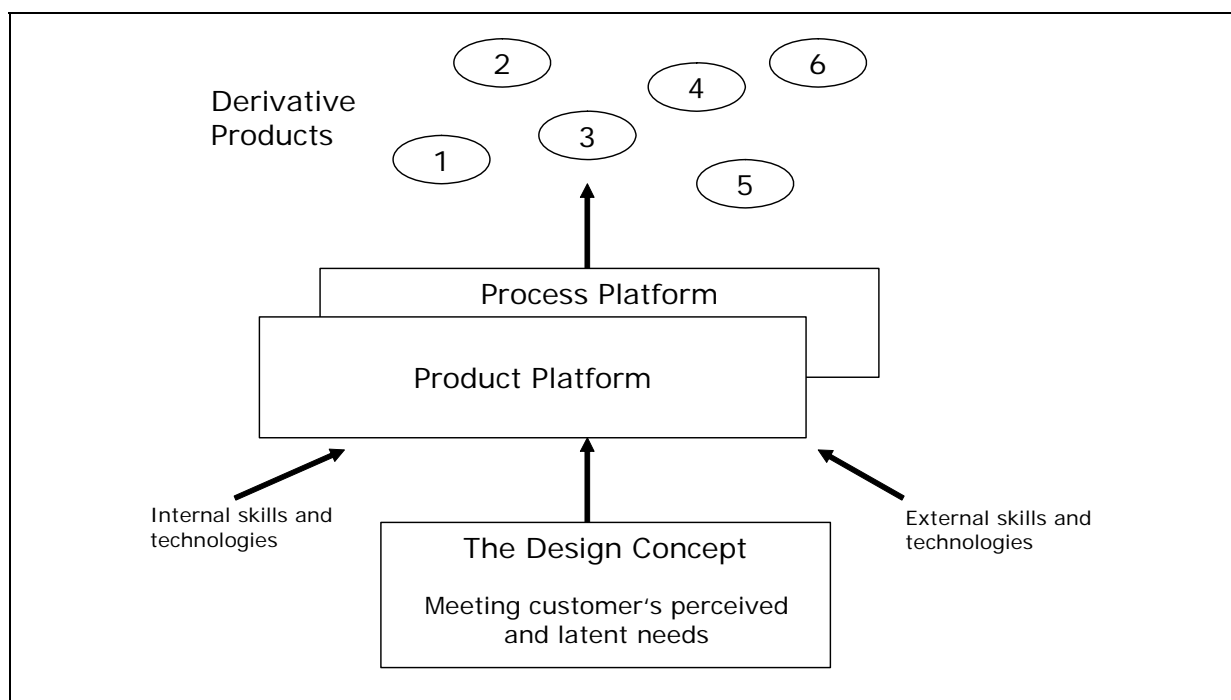 2
6
4
Derivative
Products
3
1
5
Process Platform
Product Platform
Internal skills and
technologies
External skills and
technologies
The Design Concept
Meeting customer‘s perceived
and latent needs